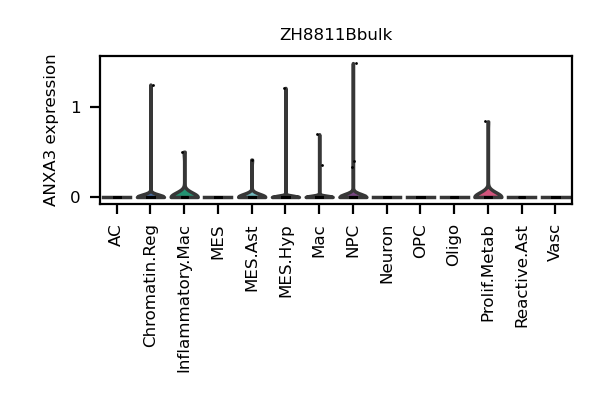 ZH8811Bbulk
ANXA3 expression
1
0
AC
Chromatin.Reg
Inflammatory.Mac
MES
MES.Ast
MES.Hyp
Mac
NPC
Neuron
OPC
Oligo
Prolif.Metab
Reactive.Ast
Vasc